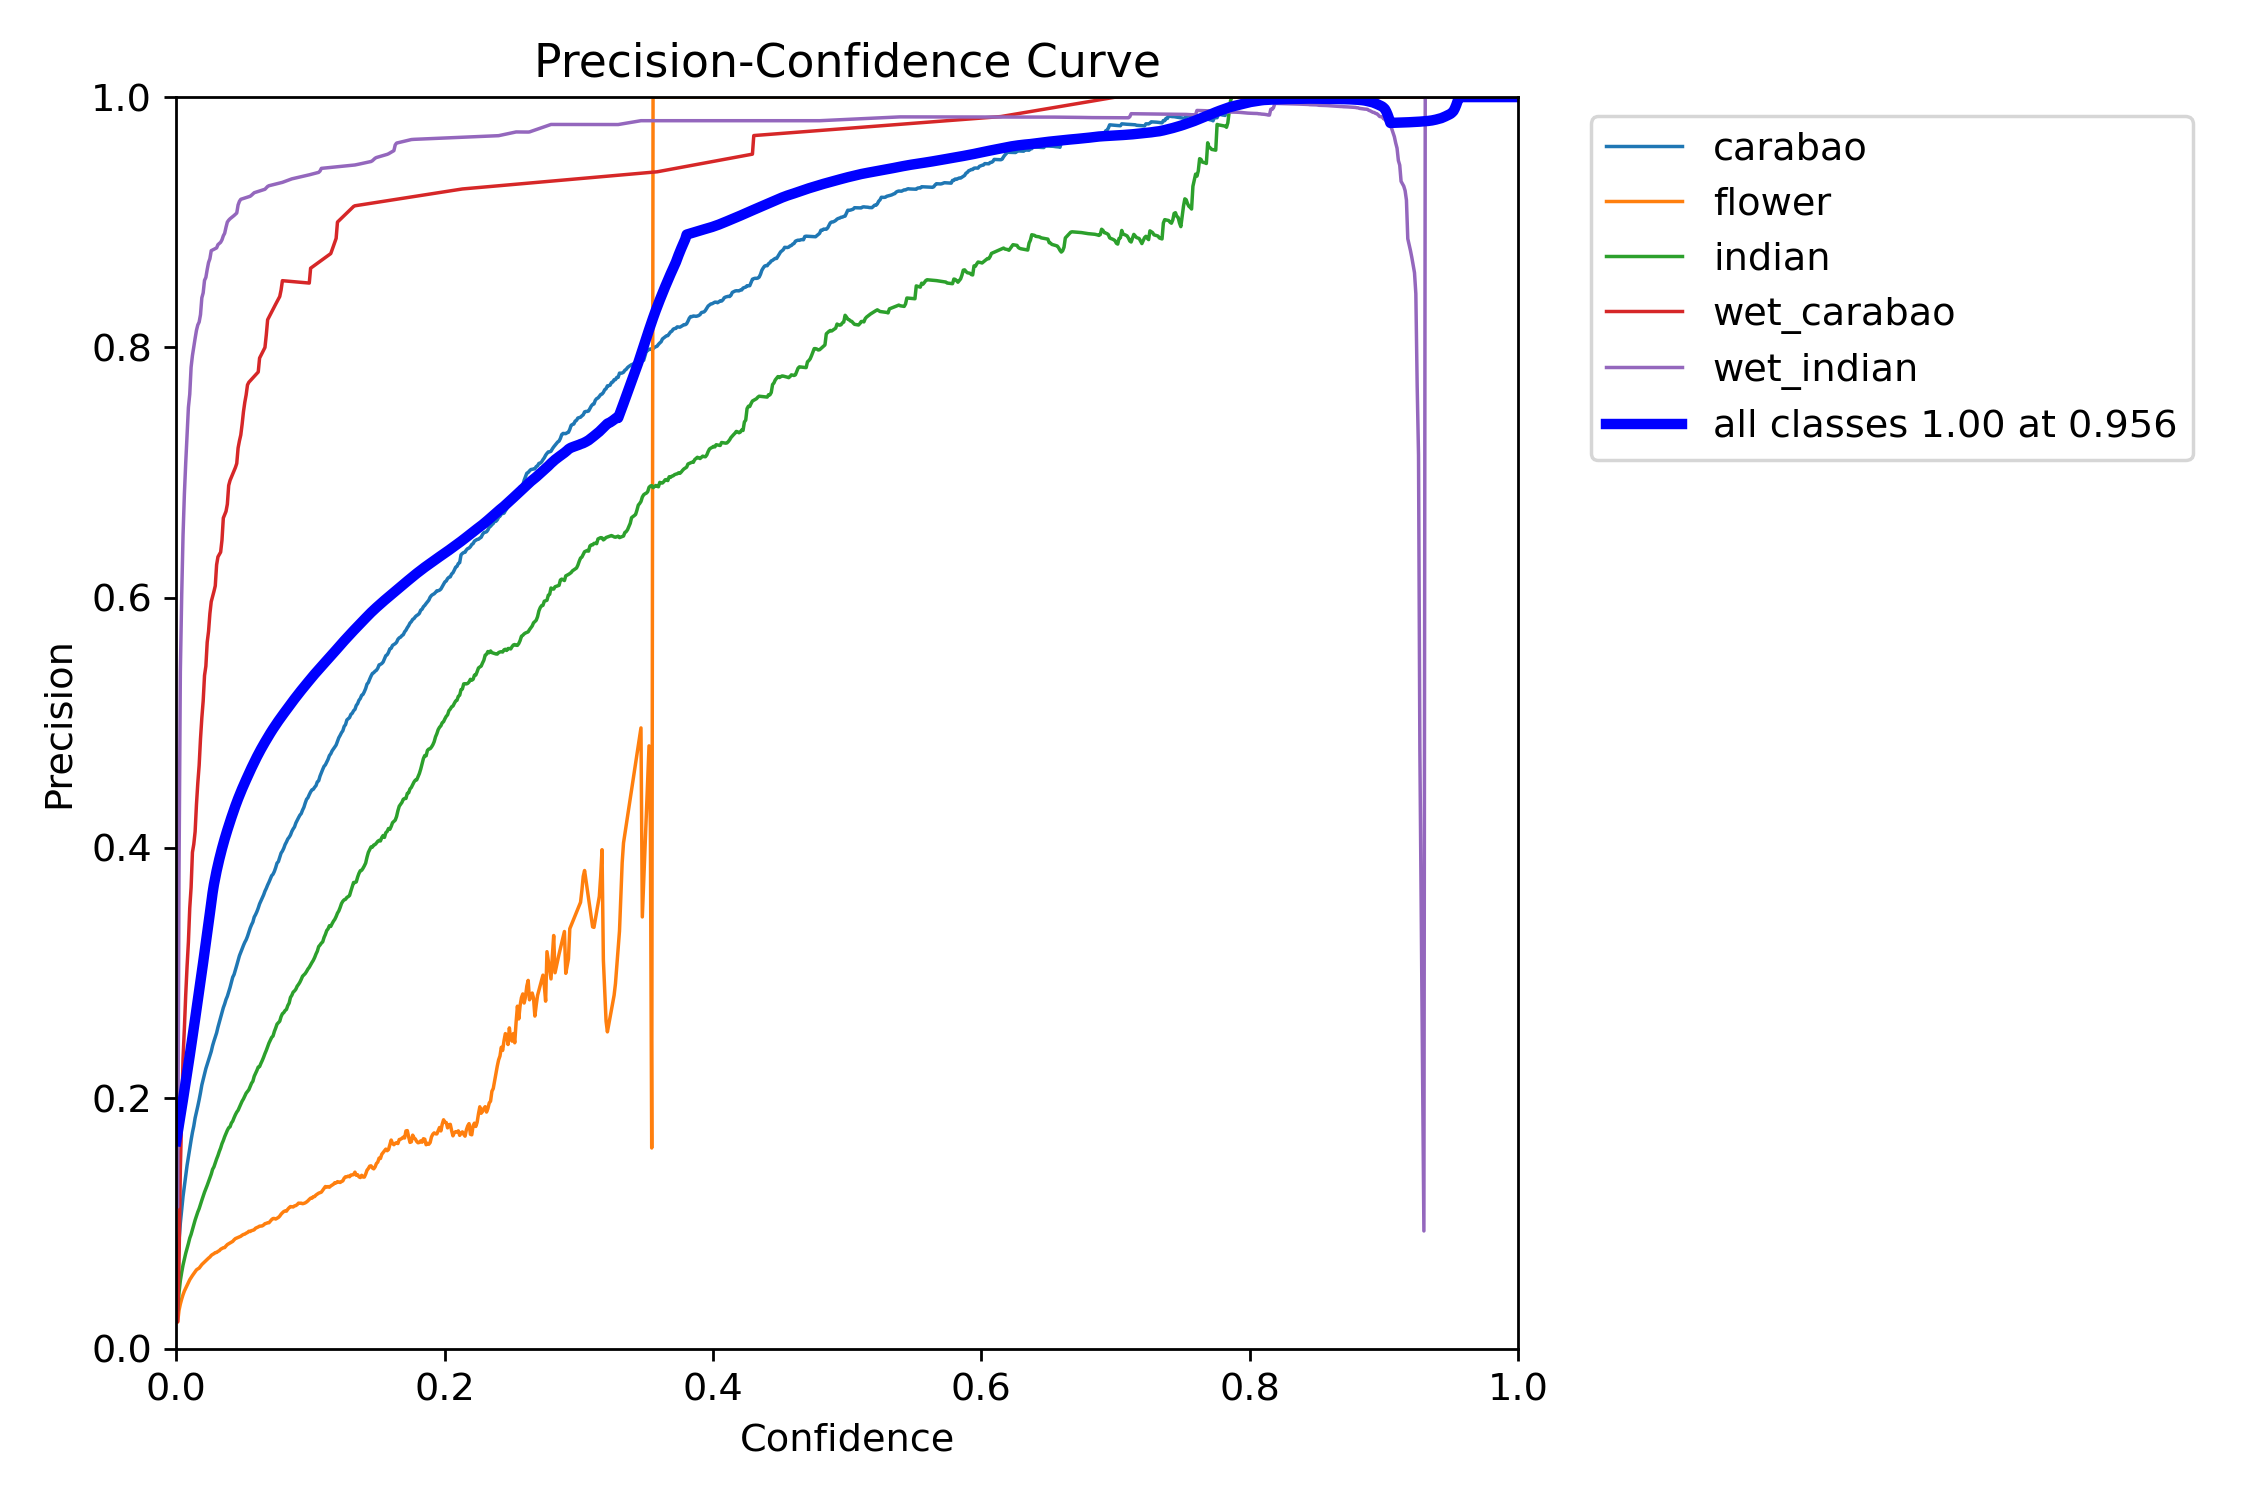 Precision-Confidence Curve
1.0
0.8
0.6
0.4
0.2
0.0
Precision
0.0 0.2 0.4 0.6 0.8 1.0
Confidence
carabao
flower
indian
wet_carabao
wet_indian
all classes 1.00 at 0.956